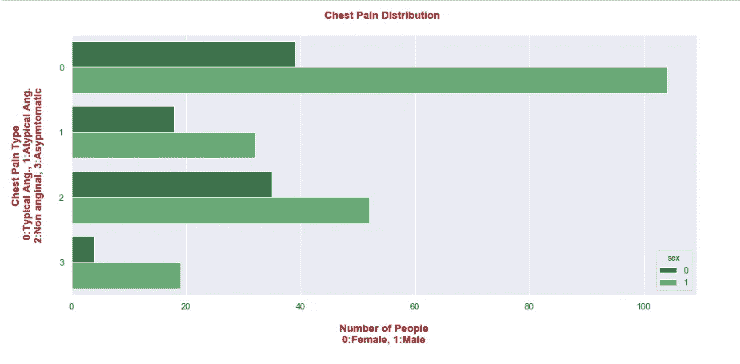 Chest Pain Distribution
Chest Pain Type
0:Typical Ang., 1:Atypical Ang.
2:Non anginal, 3:Asypmtomatic
0
1
2
3
0
20
40
60
80
100
sex
0
1
Number of People
0:Female, 1:Male